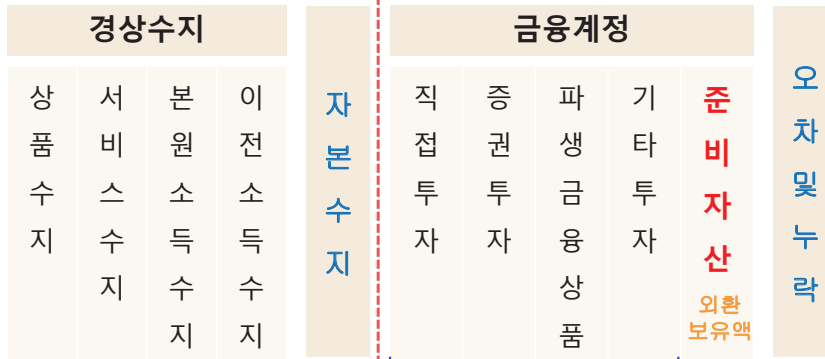 경상수지
상품수지
서비스수지
본원소득수지
이전소득수지
자본수지
금융계정
직접투자
증권투자
파생금융상품
기타투자
준비자산
외환
보유액
오차및누락